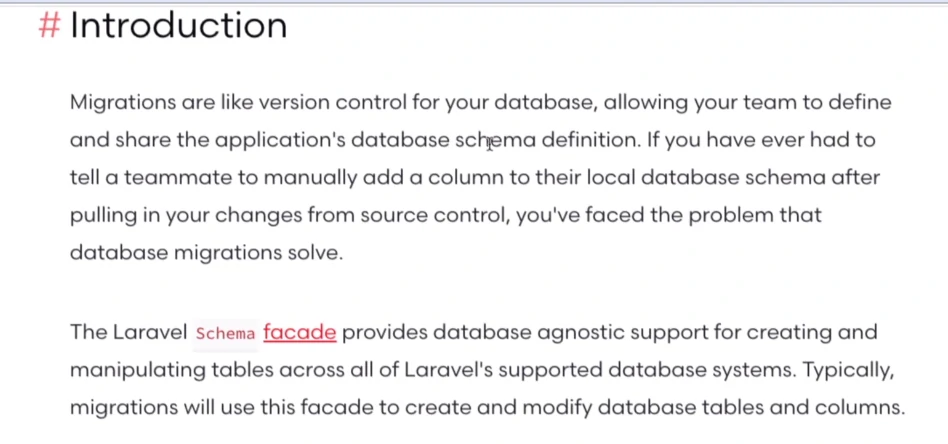 # Introduction
Migrations are like version control for your database, allowing your team to define
and share the application's database schema definition. If you have ever had to
tell a teammate to manually add a column to their local database schema after
pulling in your changes from source control, you've faced the problem that
database migrations solve.
The Laravel Schema facade provides database agnostic support for creating and
manipulating tables across all of Laravel's supported database systems. Typically,
migrations will use this facade to create and modify database tables and columns.